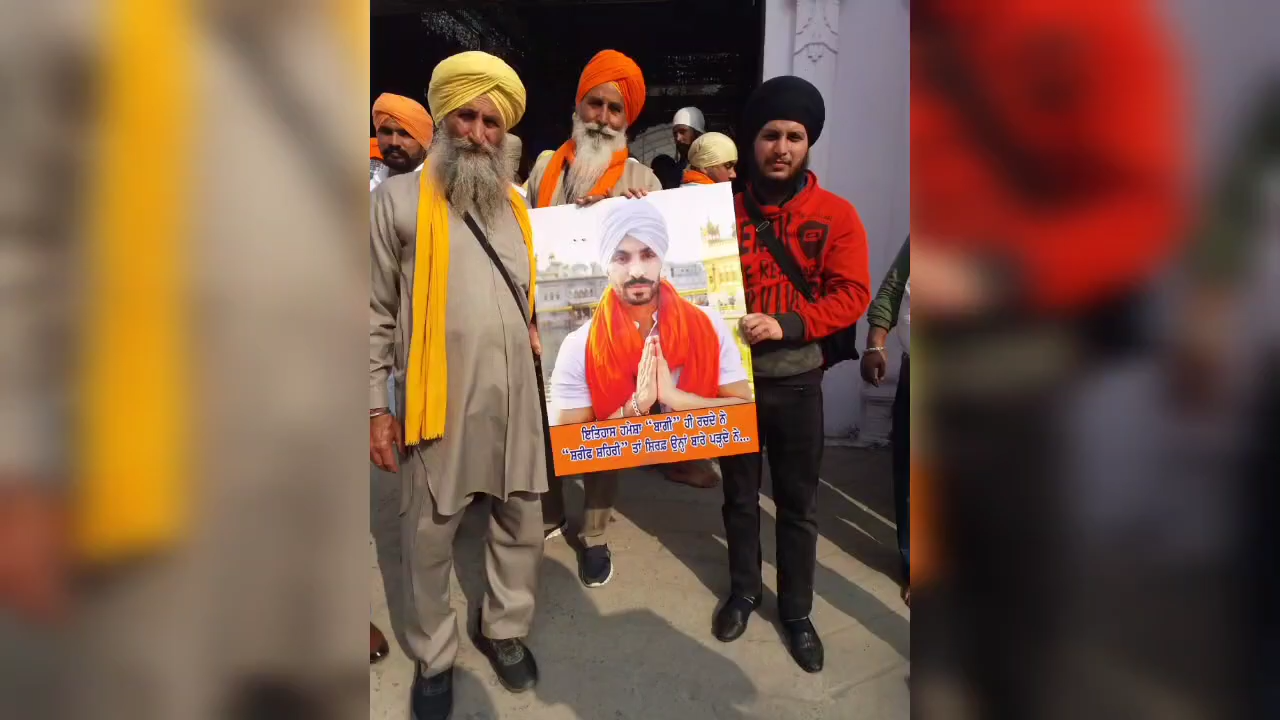 ਇਤਿਹਾਸ ਹਮੇਸ਼ਾ “ਬਾਗੀ” ਹੀ ਰਚਦੇ ਨੇ
“ਸ਼ਰੀਫ ਸ਼ਹਿਰੀ” ਤਾਂ ਸਿਰਫ਼ ਉਨ੍ਹਾਂ ਬਾਰੇ ਪੜ੍ਹਦੇ ਨੇ...